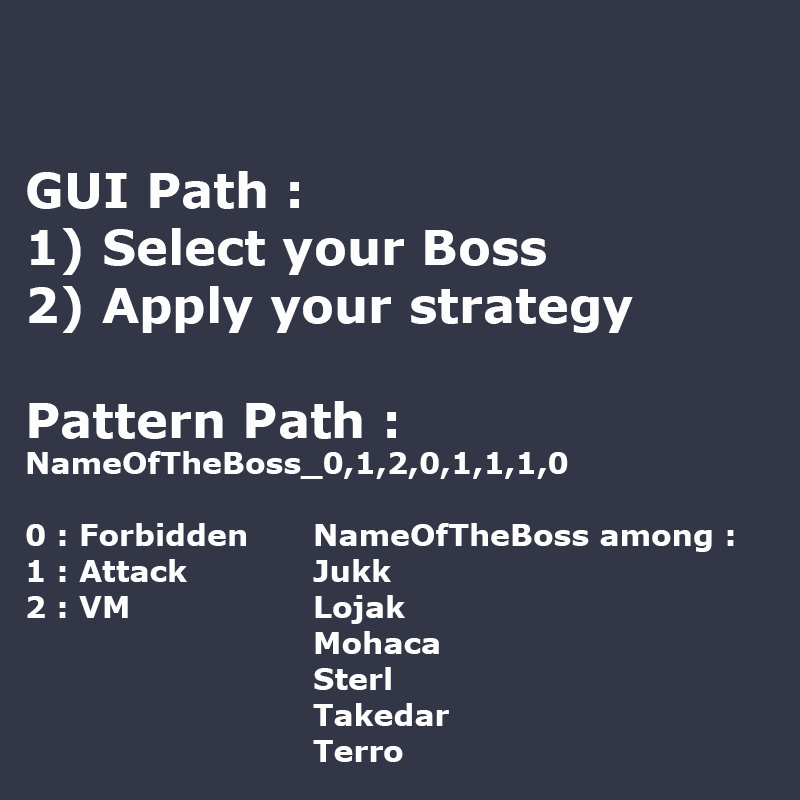 GUI Path :
1) Select your Boss
2) Apply your strategy
Pattern Path :
NameOfTheBoss_0,1,2,0,1,1,1,0
0 : Forbidden
1 : Attack
2 : VM
NameOfTheBoss among :
Jukk
Lojak
Mohaca
Sterl
Takedar
Terro